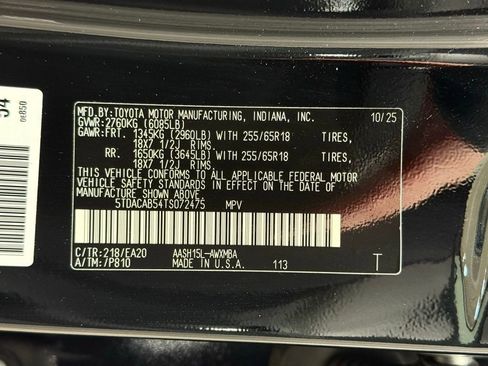 MFD.BY:TOYOTA MOTOR MANUFACTURING, INDIANA, INC. 10/25
GVWR:2760KG (6085LB)
GAWR:FRT. 1345KG (2960LB) WITH 255/65R18 TIRES,
18X7 1/2J RIMS
RR. 1650KG (3645LB) WITH 255/65R18 TIRES,
18X7 1/2J RIMS
THIS VEHICLE CONFORMS TO ALL APPLICABLE FEDERAL MOTOR
VEHICLE SAFETY STANDARDS IN EFFECT ON THE DATE OF
MANUFACTURE SHOWN ABOVE.
5TDACAB54TS07247S MPV
C/TR:218/EA20 AASH15L-AWXMBA
A/TM:/P810 MADE IN U.S.A. 113 T
54
0E850